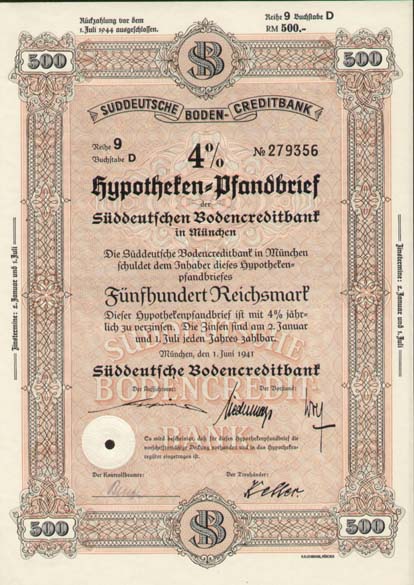 Rückzahlung vor dem
1. Juli 1944 ausgeschlossen.
Reihe 9 Buchstabe D
RM 500.-
500
SB
500
SÜDDEUTSCHE BODEN-CREDITBANK
Reihe 9
Buchstabe D
4%
No 279356
Hypotheken-Pfandbrief
der
Süddeutschen Bodencreditbank
in München
Die Süddeutsche Bodencreditbank in München
schuldet dem Inhaber dieses Hypotheken-
pfandbriefes
Fünfhundert Reichsmark
Dieser Hypothekenpfandbrief ist mit 4% jähr-
lich zu verzinsen. Die Zinsen sind am 2. Januar
und 1. Juli jeden Jahres zahlbar.
München, den 1. Juni 1941
Süddeutsche Bodencreditbank
Der Aufsichtsrat:
Der Vorstand:
Es wird bescheinigt, daß für diesen Hypothekenpfandbrief die
vorschriftsmäßige Deckung vorhanden und in das Hypotheken-
register eingetragen ist.
Der Kontrollbeamte:
Der Treuhänder:
Keller
SÜDDEUTSCHE
BODENCREDIT
BANK
Zinstermine: 2. Januar und 1. Juli
Zinstermine: 2. Januar und 1. Juli
500
SB
500